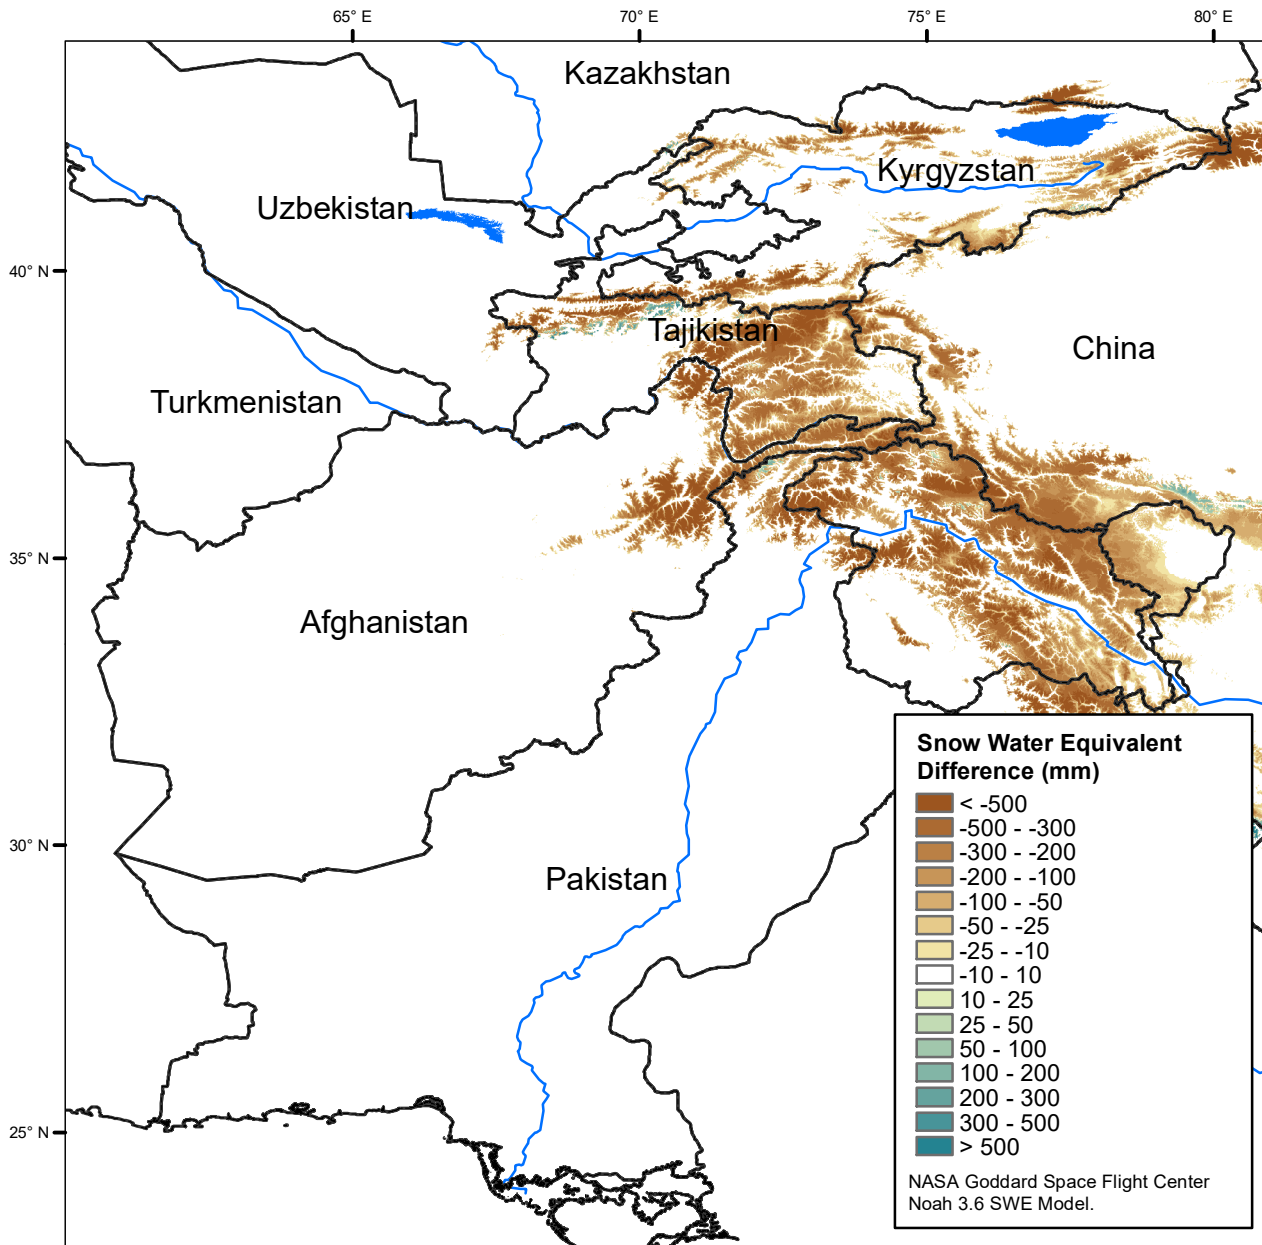 65° E
70° E
75° E
80° E
Kazakhstan
Kyrgyzstan
Uzbekistan
40° N
Tajikistan
China
Turkmenistan
35° N
Afghanistan
30° N
Pakistan
25° N
Snow Water Equivalent
Difference (mm)
< -500
-500 - -300
-300 - -200
-200 - -100
-100 - -50
-50 - -25
-25 - -10
-10 - 10
10 - 25
25 - 50
50 - 100
100 - 200
200 - 300
300 - 500
> 500
NASA Goddard Space Flight Center
Noah 3.6 SWE Model.